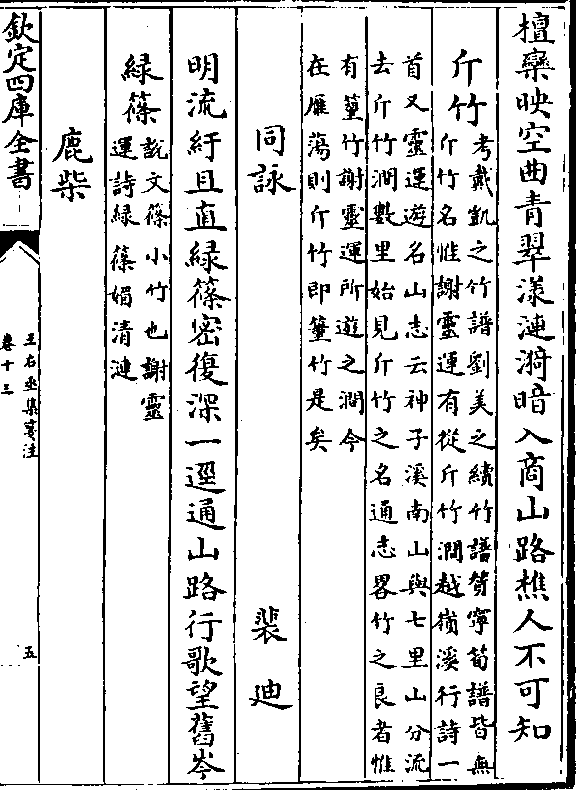 檀欒映空曲青翠漾漣漪暗入商山路樵人不可知
斤竹考戴凱之竹譜劉美之續竹譜賛寧筍譜皆無
斤竹名惟謝靈運有從斤竹澗越嶺溪行詩一
首又靈運遊名山志云神子溪南山與七里山分流
去斤竹澗數里始見斤竹之名通志畧竹之良者惟
有篁竹謝靈運所遊之澗今
在雁蕩則斤竹即篁竹是矣
同詠　裴迪
明流紆且直緑篠密復深一逕通山路行歌望舊岑
緑篠説文篠小竹也謝靈
運詩緑篠媚清漣
鹿柴
欽定四庫全書
王右丞集箋注
卷十三
五